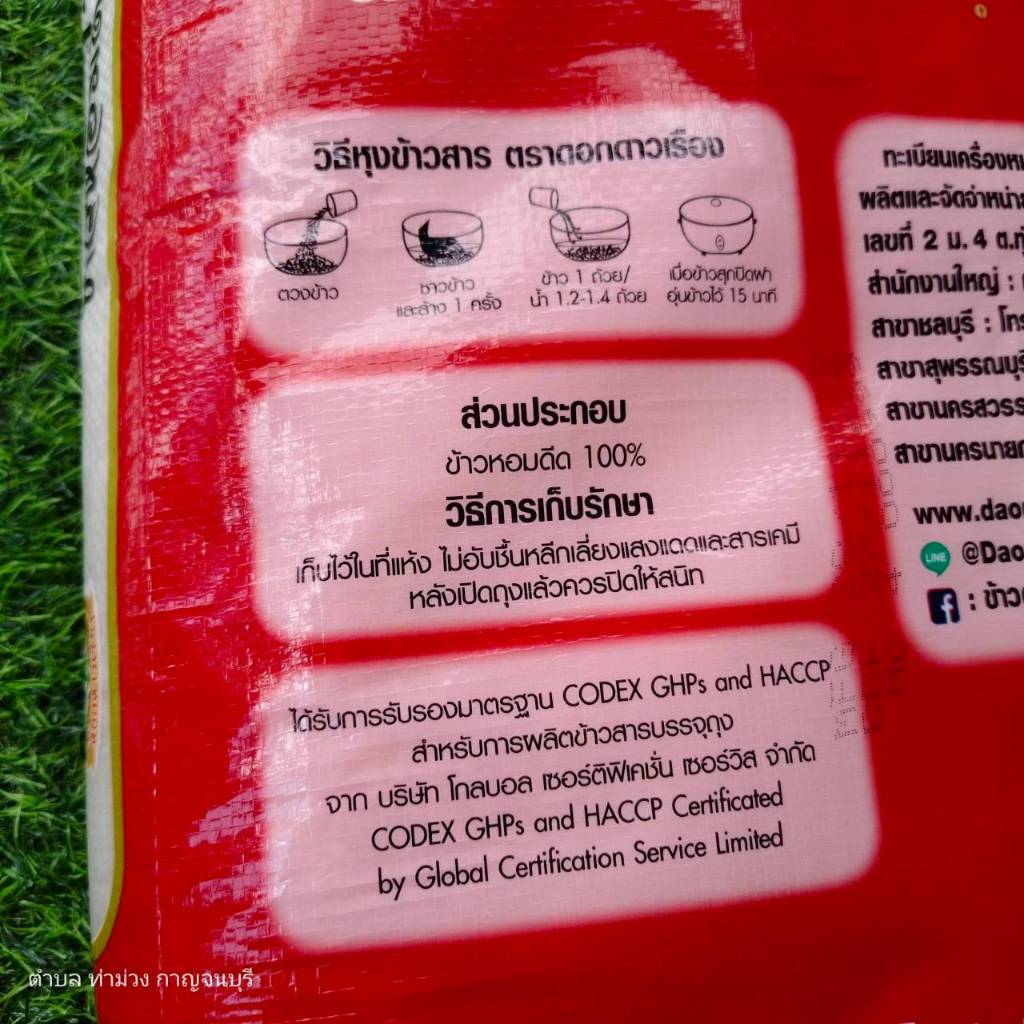 วิธีหุงข้าวสาร ตราดอกดาวเรือง
ตวงข้าว
ซาวข้าว
และล้าง 1 ครั้ง
ข้าว 1 ถ้วย/
น้ำ 1.2-1.4 ถ้วย
เมื่อข้าวสุกปิดฝา
อุ่นข้าวไว้ 15 นาที
ส่วนประกอบ
ข้าวหอมดีด 100%
วิธีการเก็บรักษา
เก็บไว้ในที่แห้ง ไม่อับชื้นหลีกเลี่ยงแสงแดดและสารเคมี
หลังเปิดถุงแล้วควรปิดให้สนิท
ได้รับการรับรองมาตรฐาน CODEX GHPs and HACCP
สำหรับการผลิตข้าวสารบรรจุถุง
จาก บริษัท โกลบอล เซอร์ติฟิเคชั่น เซอร์วิส จำกัด
CODEX GHPs and HACCP Certificated
by Global Certification Service Limited
ทะเบียนเครื่องหม
ผลิตและจัดจำหน่า
เลขที่ 2 ม. 4 ต.ทุ่
สำนักงานใหญ่ :
สาขาชลบุรี : โทร
สาขาสุพรรณบุรี
สาขานครสวรร
สาขานครนายก
www.daor
LINE @Dao
f : ข้าว
ตำบล ท่าม่วง กาญจนบุรี